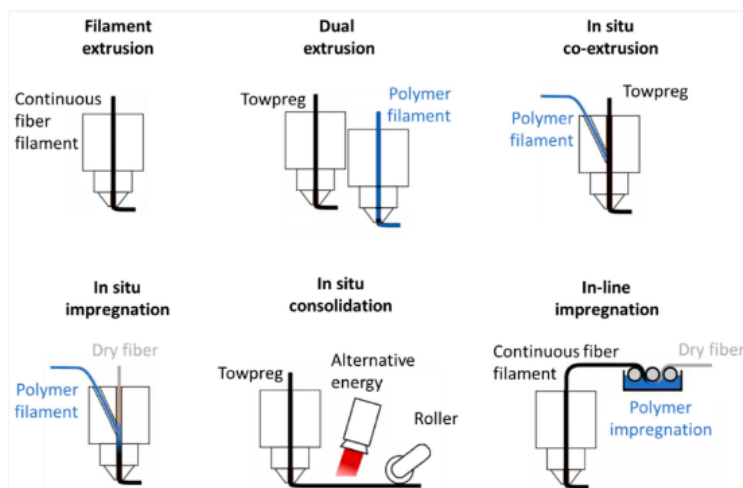 Filament
extrusion
Continuous
fiber
filament
Dual
extrusion
Towpreg
Polymer
filament
In situ
co-extrusion
Towpreg
Polymer
filament
In situ
impregnation
Dry fiber
Polymer
filament
In situ
consolidation
Towpreg
Alternative
energy
Roller
In-line
impregnation
Continuous fiber
filament
Dry fiber
Polymer
impregnation